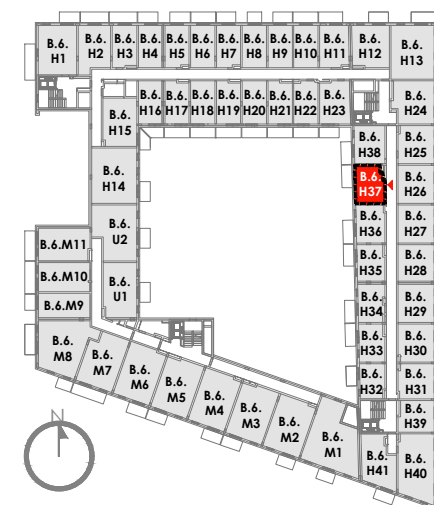 B.6.
H1
B.6.
H2
B.6.
H3
B.6.
H4
B.6.
H5
B.6.
H6
B.6.
H7
B.6.
H8
B.6.
H9
B.6.
H10
B.6.
H11
B.6.
H12
B.6.
H13
B.6.
H15
B.6.
H16
B.6.
H17
B.6.
H18
B.6.
H19
B.6.
H20
B.6.
H21
B.6.
H22
B.6.
H23
B.6.
H24
B.6.
H38
B.6.
H25
B.6.
H14
B.6.
H37
B.6.
H26
B.6.
U2
B.6.
H36
B.6.
H27
B.6.M11
B.6.
H35
B.6.
H28
B.6.M10
B.6.
U1
B.6.
H34
B.6.
H29
B.6.M9
B.6.
M8
B.6.
M7
B.6.
M6
B.6.
M5
B.6.
M4
B.6.
M3
B.6.
M2
B.6.
M1
B.6.
H33
B.6.
H30
B.6.
H32
B.6.
H31
B.6.
H39
B.6.
H41
B.6.
H40
N